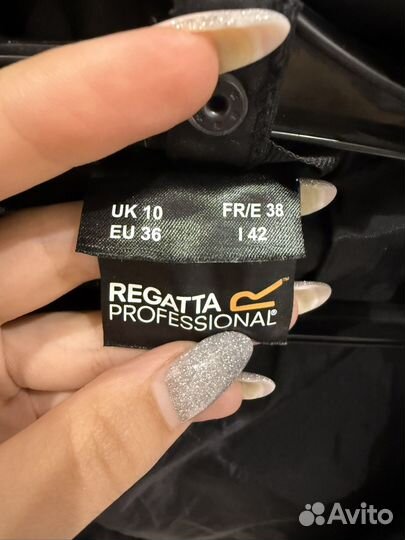 UK 10 FR/E 38
EU 36 I 42
REGATTA
PROFESSIONAL®
Avito